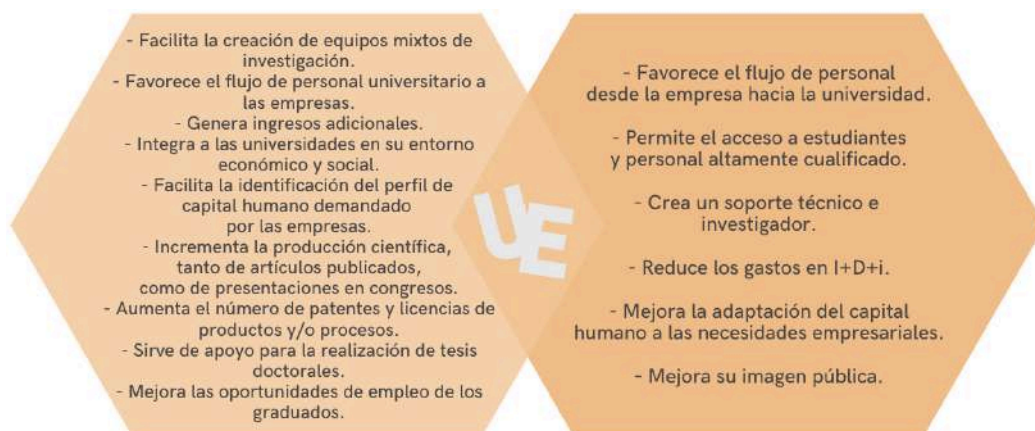 - Facilita la creación de equipos mixtos de
investigación.
- Favorece el flujo de personal universitario a
las empresas.
- Genera ingresos adicionales.
- Integra a las universidades en su entorno
económico y social.
- Facilita la identificación del perfil de
capital humano demandado
por las empresas.
- Incrementa la producción científica,
tanto de artículos publicados,
como de presentaciones en congresos.
- Aumenta el número de patentes y licencias de
productos y/o procesos.
- Sirve de apoyo para la realización de tesis
doctorales.
- Mejora las oportunidades de empleo de los
graduados.
UE
- Favorece el flujo de personal
desde la empresa hacia la universidad.
- Permite el acceso a estudiantes
y personal altamente cualificado.
- Crea un soporte técnico e
investigador.
- Reduce los gastos en I+D+i.
- Mejora la adaptación del capital
humano a las necesidades empresariales.
- Mejora su imagen pública.